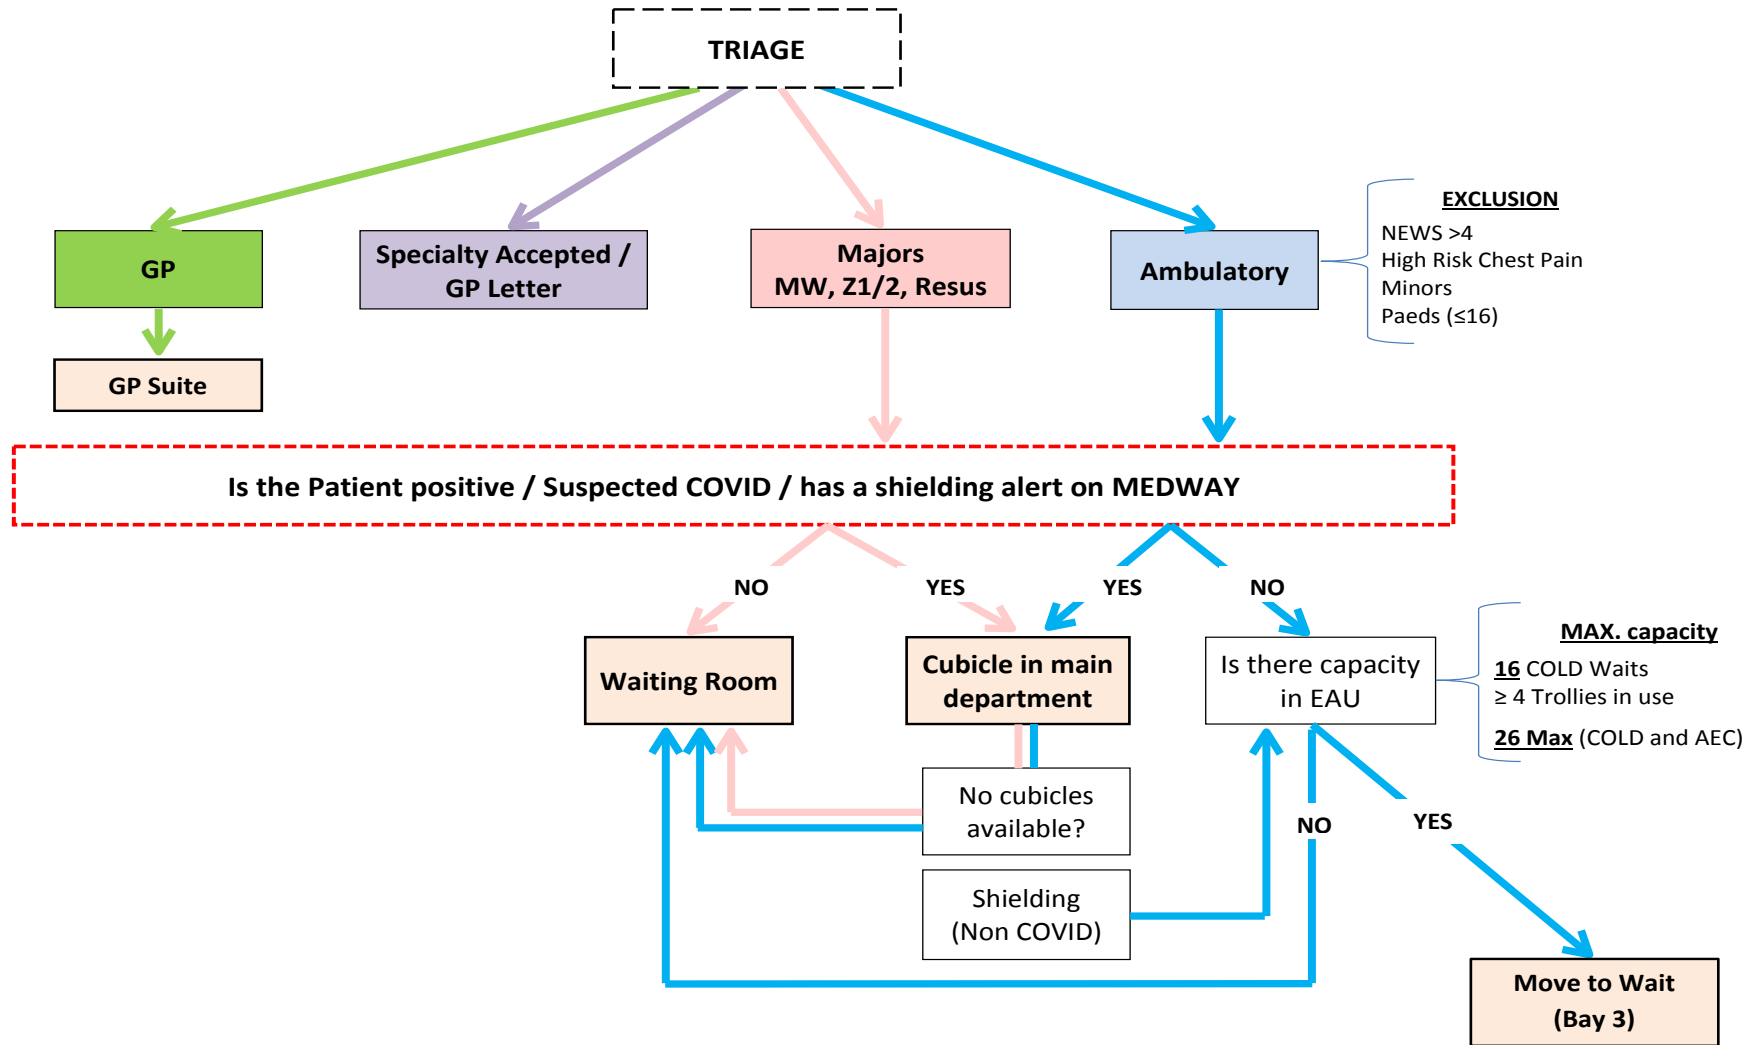 TRIAGE
EXCLUSION
NEWS >4
High Risk Chest Pain
Minors
Paeds (≤16)
GP
Specialty Accepted /
GP Letter
Majors
MW, Z1/2, Resus
Ambulatory
GP Suite
Is the Patient positive / Suspected COVID / has a shielding alert on MEDWAY
NO
YES
YES
NO
Waiting Room
Cubicle in main
department
Is there capacity
in EAU
MAX. capacity
16 COLD Waits
≥ 4 Trollies in use
26 Max (COLD and AEC)
No cubicles
available?
NO
YES
Shielding
(Non COVID)
Move to Wait
(Bay 3)